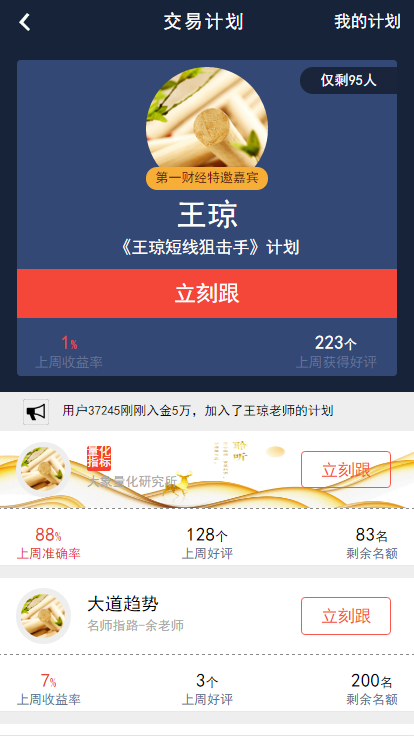 交易计划
我的计划
仅剩95人
第一财经特邀嘉宾
王琼
《王琼短线狙击手》计划
立刻跟
1%
223个
上周收益率
上周获得好评
用户37245刚刚入金5万，加入了王琼老师的计划
量化
指标
聆听
大象量化研究所
立刻跟
88%
128个
83名
上周准确率
上周好评
剩余名额
大道趋势
名师指路-余老师
立刻跟
7%
3个
200名
上周收益率
上周好评
剩余名额